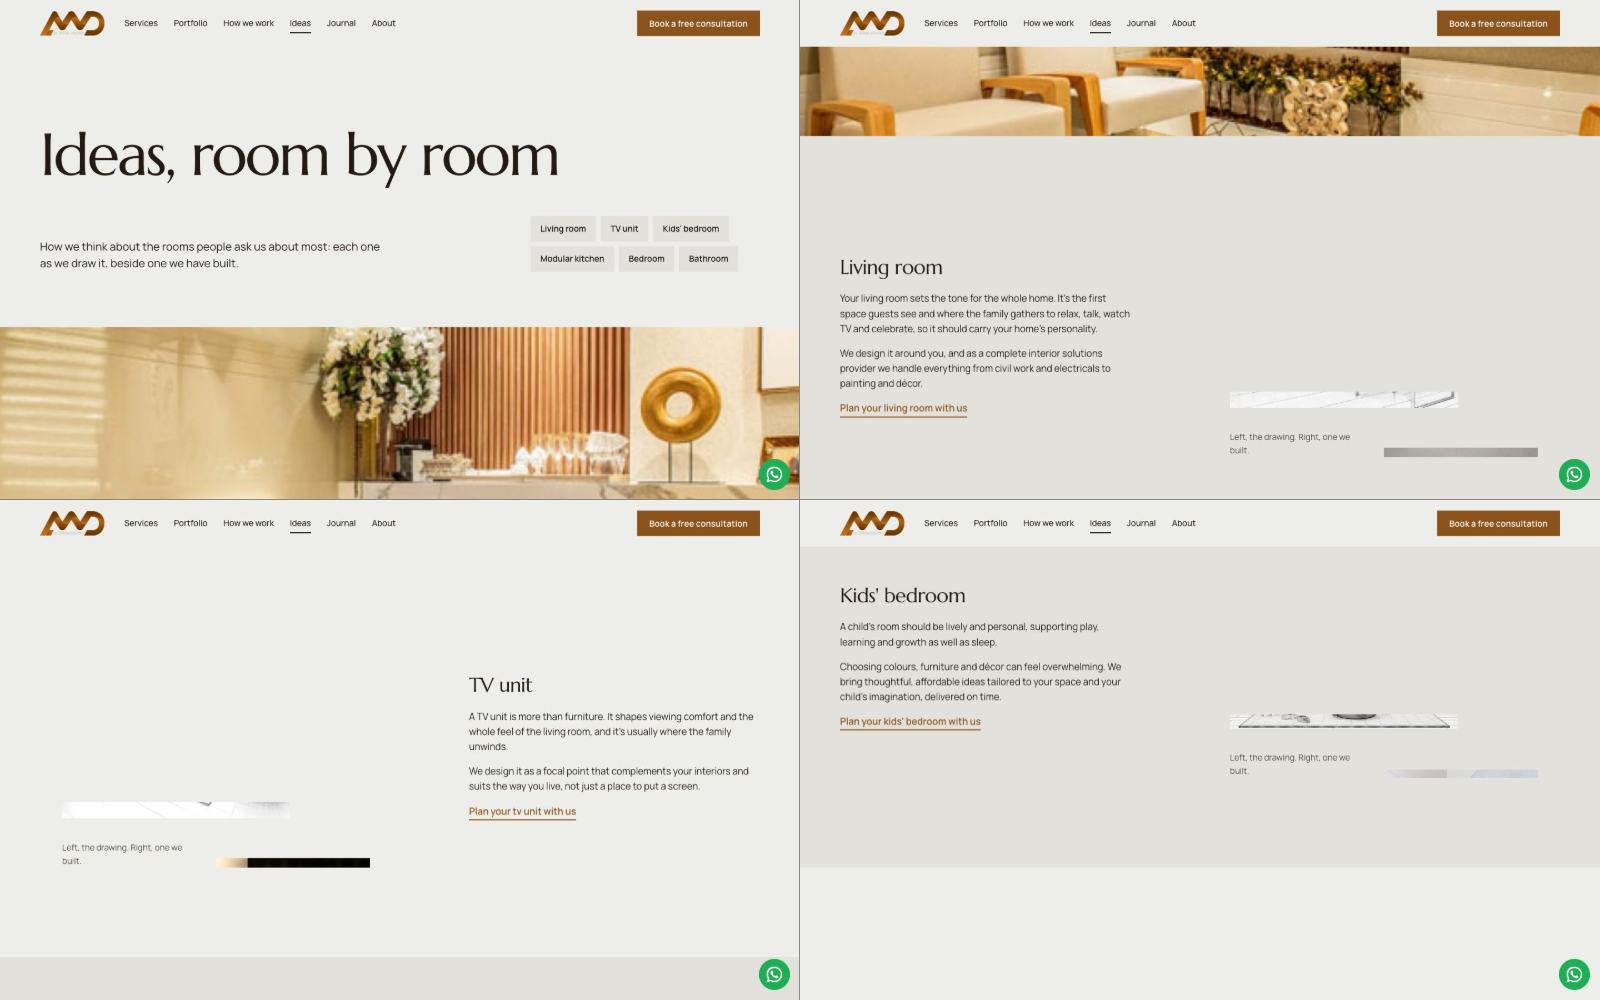 Services
Portfolio
How we work
Ideas
Journal
About
Book a free consultation
Ideas, room by room
How we think about the rooms people ask us about most: each one
as we draw it, beside one we have built.
Living room
TV unit
Kids' bedroom
Modular kitchen
Bedroom
Bathroom
Services
Portfolio
How we work
Ideas
Journal
About
Book a free consultation
Living room
Your living room sets the tone for the whole home. It's the first
space guests see and where the family gathers to relax, talk, watch
TV and celebrate, so it should carry your home's personality.
We design it around you, and as a complete interior solutions
provider we handle everything from civil work and electricals to
painting and décor.
Plan your living room with us
Left, the drawing. Right, one we
built.
Services
Portfolio
How we work
Ideas
Journal
About
Book a free consultation
TV unit
A TV unit is more than furniture. It shapes viewing comfort and the
whole feel of the living room, and it's usually where the family
unwinds.
We design it as a focal point that complements your interiors and
suits the way you live, not just a place to put a screen.
Plan your tv unit with us
Left, the drawing. Right, one we
built.
Services
Portfolio
How we work
Ideas
Journal
About
Book a free consultation
Kids' bedroom
A child's room should be lively and personal, supporting play,
learning and growth as well as sleep.
Choosing colours, furniture and décor can feel overwhelming. We
bring thoughtful, affordable ideas tailored to your space and your
child's imagination, delivered on time.
Plan your kids' bedroom with us
Left, the drawing. Right, one we
built.